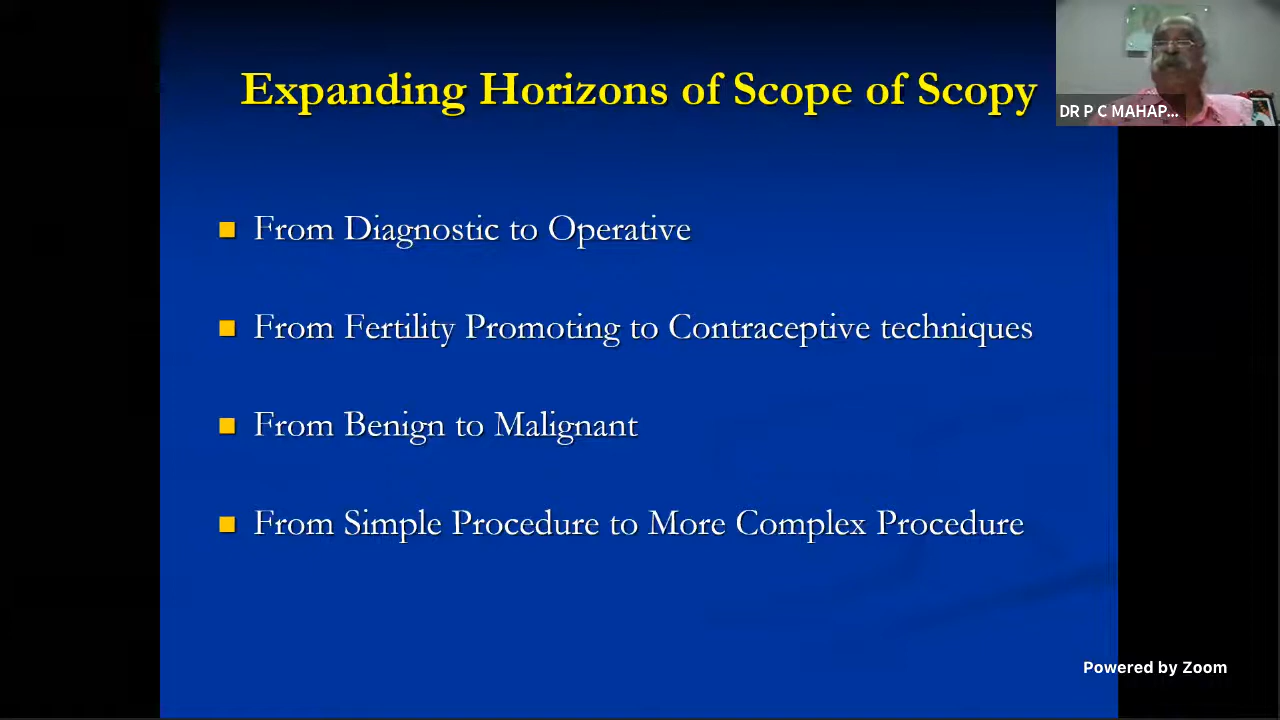 Expanding Horizons of Scope of Scopy
DR P C MAHAP...
From Diagnostic to Operative
From Fertility Promoting to Contraceptive techniques
From Benign to Malignant
From Simple Procedure to More Complex Procedure
Powered by Zoom